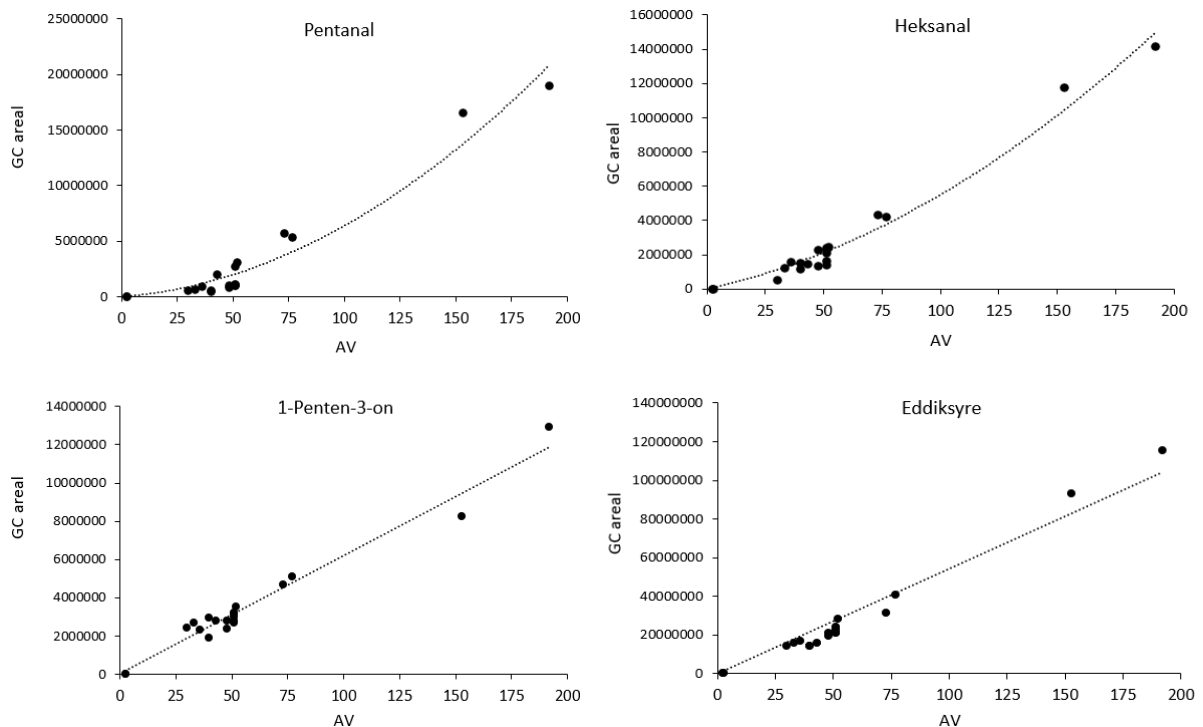 Pentanal
25000000
20000000
15000000
10000000
5000000
0
GC areal
0 25 50 75 100 125 150 175 200
AV
Heksanal
16000000
14000000
12000000
10000000
8000000
6000000
4000000
2000000
0
GC areal
0 25 50 75 100 125 150 175 200
AV
1-Penten-3-on
14000000
12000000
10000000
8000000
6000000
4000000
2000000
0
GC areal
0 25 50 75 100 125 150 175 200
AV
Eddiksyre
140000000
120000000
100000000
80000000
60000000
40000000
20000000
0
GC areal
0 25 50 75 100 125 150 175 200
AV